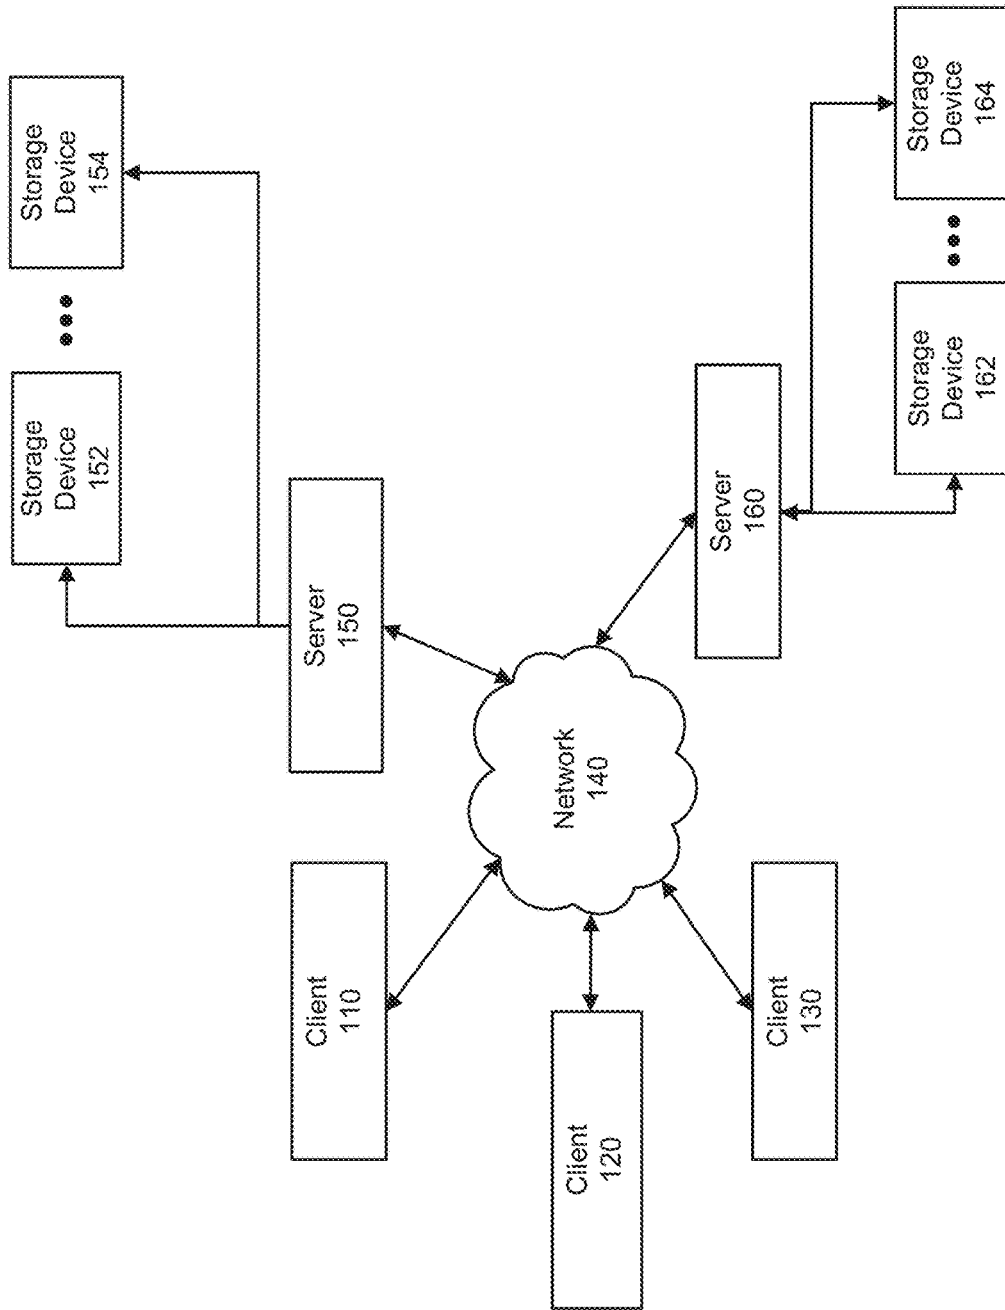 Client
110
Client
120
Client
130
Network
140
Server
150
Server
160
Storage
Device
152
Storage
Device
154
Storage
Device
162
Storage
Device
164